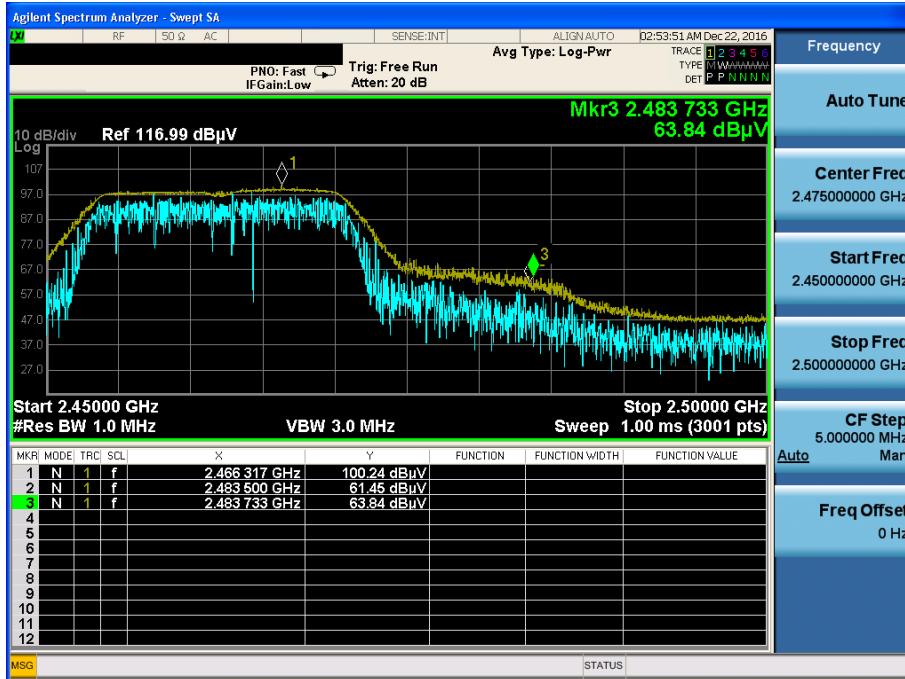 Agilent Spectrum Analyzer - Swept SA
LXI RF 50 Ω AC SENSE:INT ALIGN AUTO 02:53:51 AM Dec 22, 2016
Frequency
PNO: Fast Trig: Free Run Avg Type: Log-Pwr TRACE 1 2 3 4 5 6
IFGain:Low Atten: 20 dB TYPE M W W W W W
DET P P N N N N
Mkr3 2.483 733 GHz
63.84 dBµV
10 dB/div Ref 116.99 dBµV
Log
107
97.0
87.0
77.0
67.0
57.0
47.0
37.0
27.0
1
3
Start 2.45000 GHz Stop 2.50000 GHz
#Res BW 1.0 MHz VBW 3.0 MHz Sweep 1.00 ms (3001 pts)
MKR MODE TRC SCL X Y FUNCTION FUNCTION WIDTH FUNCTION VALUE
1 N 1 f 2.466 317 GHz 100.24 dBµV
2 N 1 f 2.483 500 GHz 61.45 dBµV
3 N 1 f 2.483 733 GHz 63.84 dBµV
4
5
6
7
8
9
10
11
12
MSG STATUS
Auto Tune
Center Freq
2.475000000 GHz
Start Freq
2.450000000 GHz
Stop Freq
2.500000000 GHz
CF Step
5.000000 MHz
Auto Man
Freq Offset
0 Hz